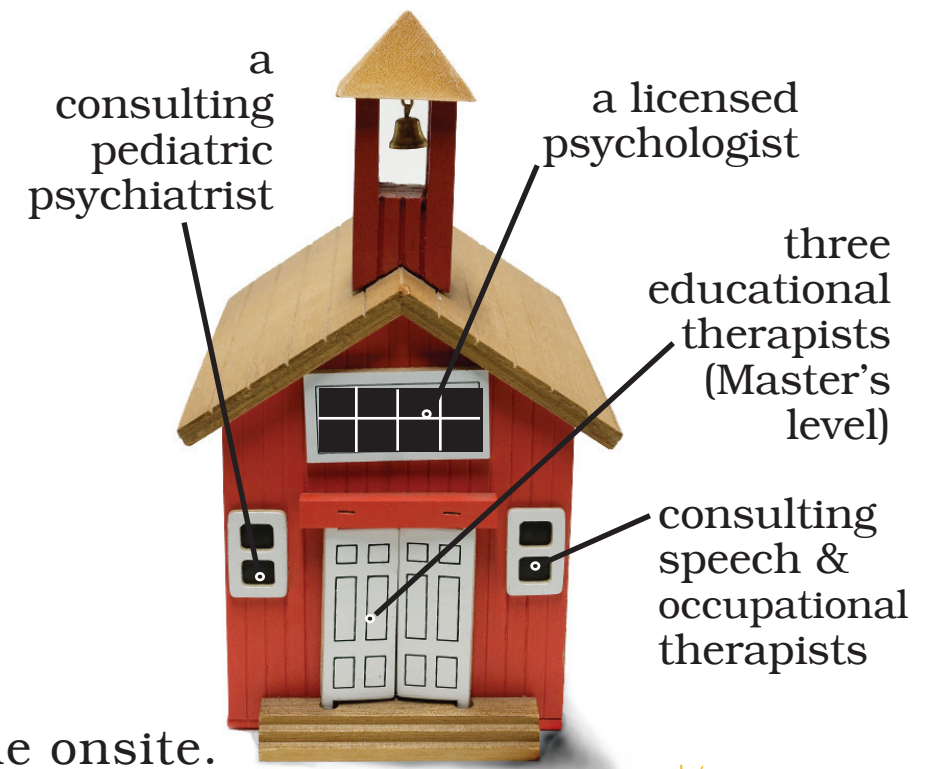 a
consulting
pediatric
psychiatrist
a licensed
psychologist
three
educational
therapists
(Master's
level)
consulting
speech &
occupational
therapists
onsite.